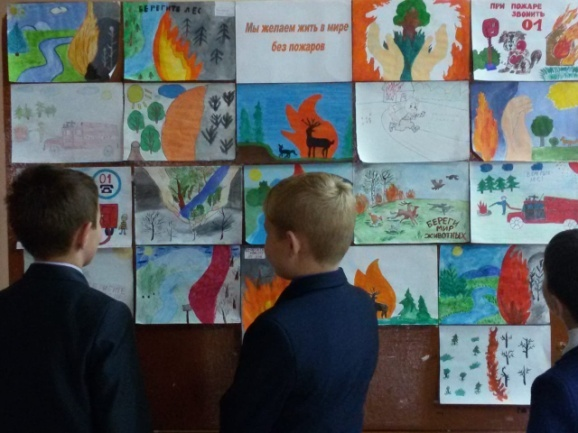 БЕРЕГИТЕ ЛЕС
Мы желаем жить в мире
без пожаров
ПРИ ПОЖАРЕ
ЗВОНИТЬ
01
01
БЕРЕГИ
МИР
ЖИВОТНЫХ